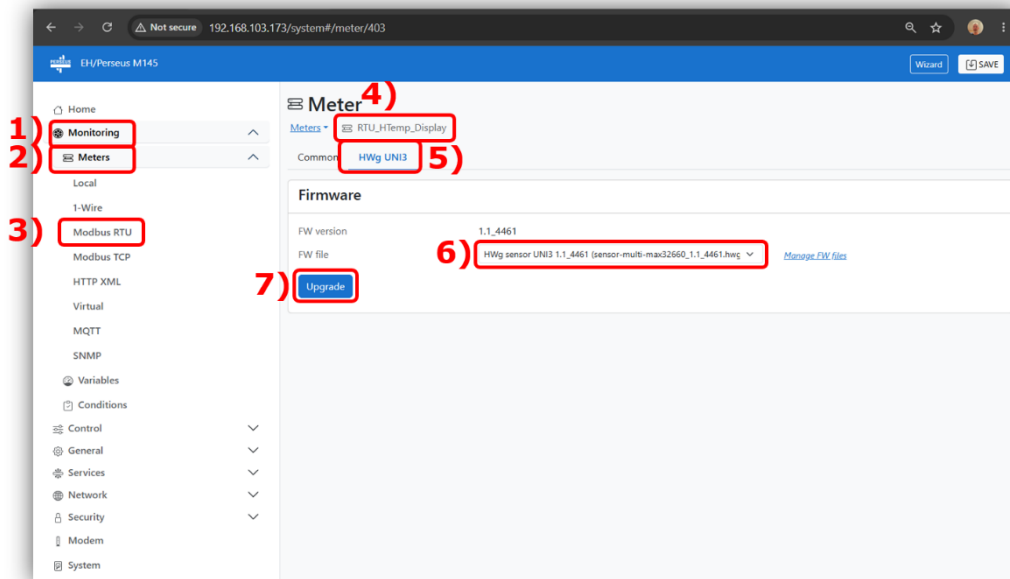 Not secure 192.168.103.173/system#/meter/403
PERSEUS EH/Perseus M145 Wizard SAVE
Home
1) Monitoring
2) Meters
Local
1-Wire
3) Modbus RTU
Modbus TCP
HTTP XML
Virtual
MQTT
SNMP
Variables
Conditions
Control
General
Services
Network
Security
Modem
System
Meter 4)
Meters RTU_HTemp_Display
Common HWg UNI3 5)
Firmware
FW version 1.1_4461
FW file 6) HWg sensor UNI3 1.1_4461 (sensor-multi-max32660_1.1_4461.hwg Manage FW files
7) Upgrade